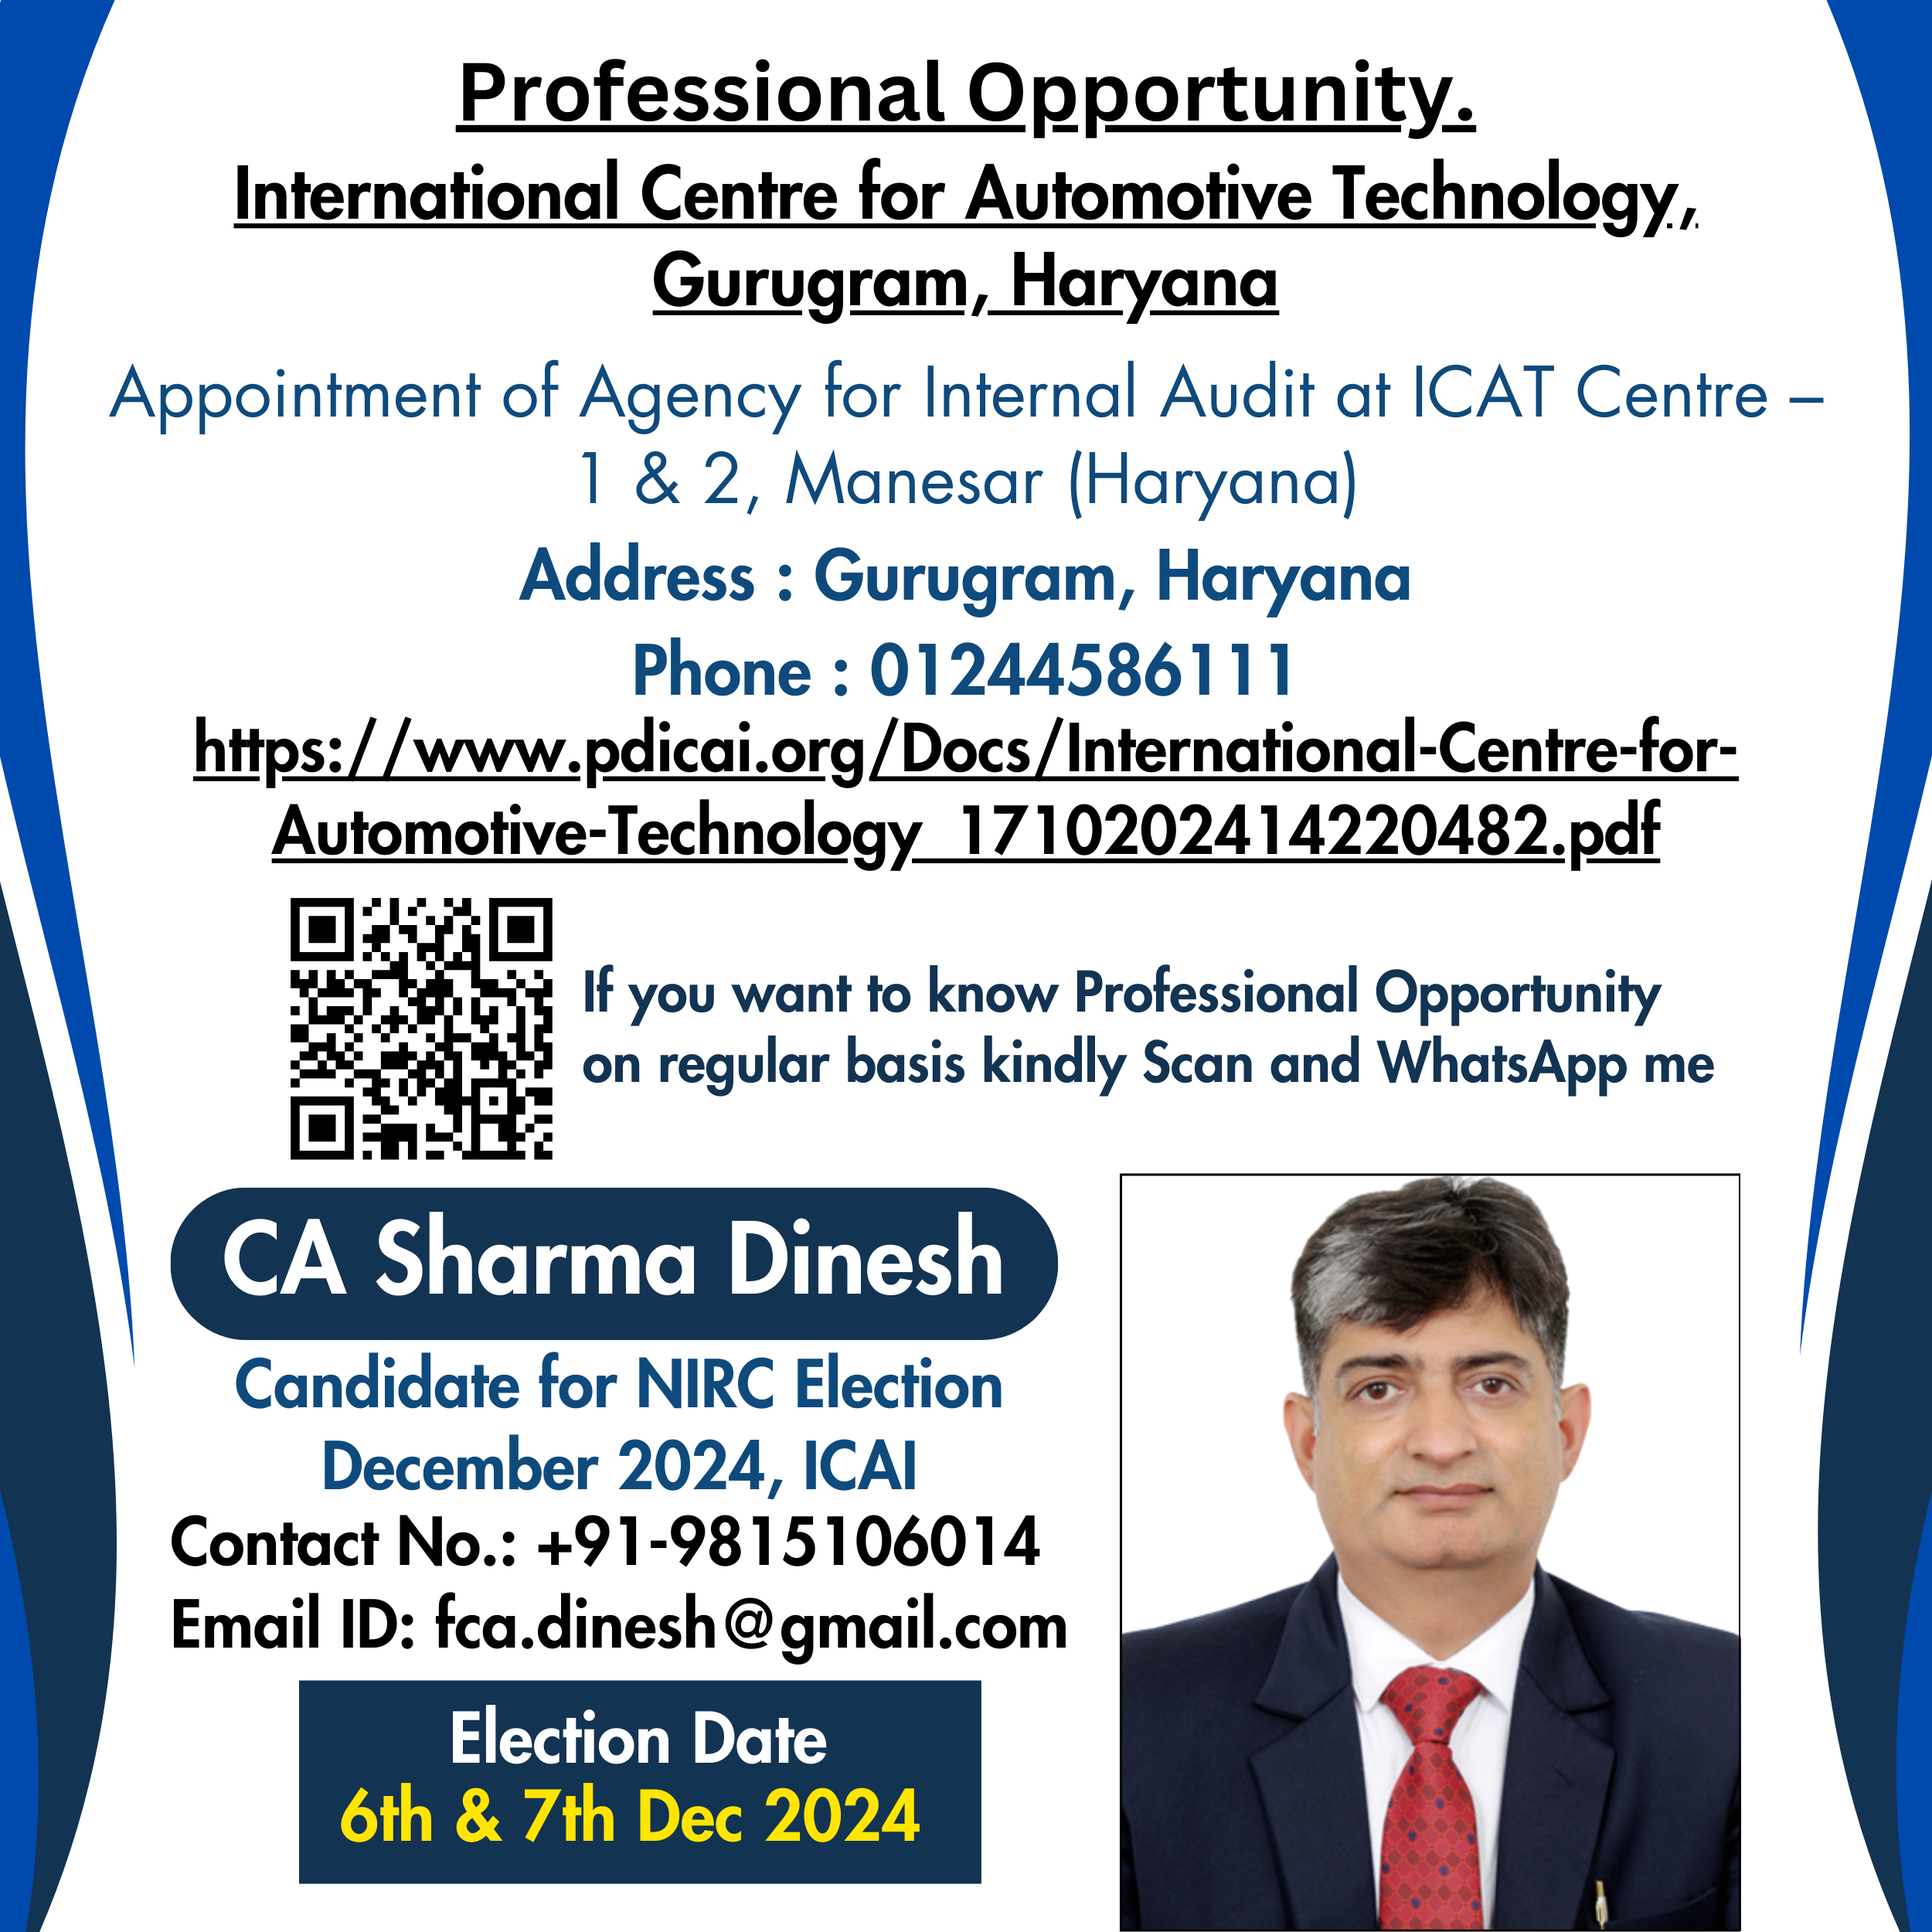 Professional Opportunity.
International Centre for Automotive Technology,
Gurugram, Haryana
Appointment of Agency for Internal Audit at ICAT Centre –
1 & 2, Manesar (Haryana)
Address : Gurugram, Haryana
Phone : 01244586111
https://www.pdicai.org/Docs/International-Centre-for-
Automotive-Technology_1710202414220482.pdf
If you want to know Professional Opportunity
on regular basis kindly Scan and WhatsApp me
CA Sharma Dinesh
Candidate for NIRC Election
December 2024, ICAI
Contact No.: +91-9815106014
Email ID: fca.dinesh@gmail.com
Election Date
6th & 7th Dec 2024